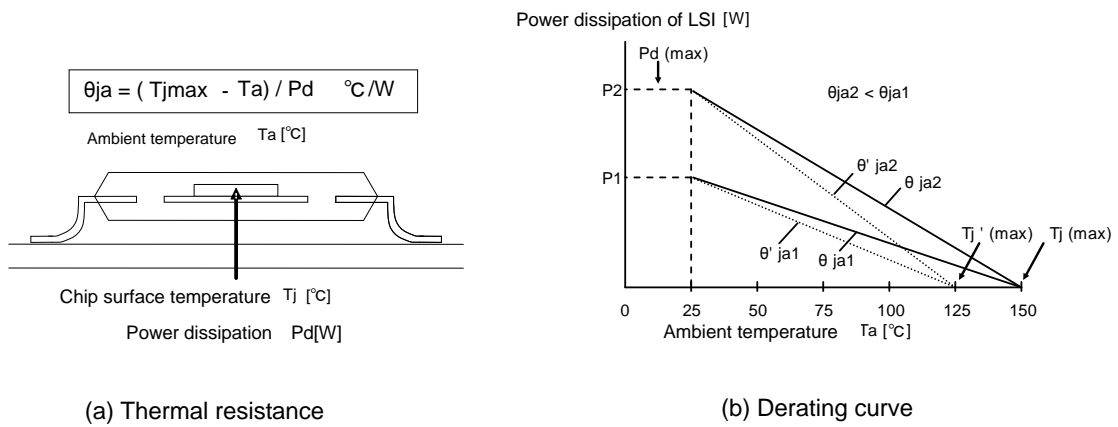 θja = ( Tjmax - Ta) / Pd °C/W
Ambient temperature Ta [°C]
Chip surface temperature Tj [°C]
Power dissipation Pd[W]
(a) Thermal resistance
Power dissipation of LSI [W]
Pd (max)
P2
θja2 < θja1
θ' ja2
θ ja2
P1
Tj ' (max)
Tj (max)
θ' ja1
θ ja1
0 25 50 75 100 125 150
Ambient temperature Ta [°C]
(b) Derating curve